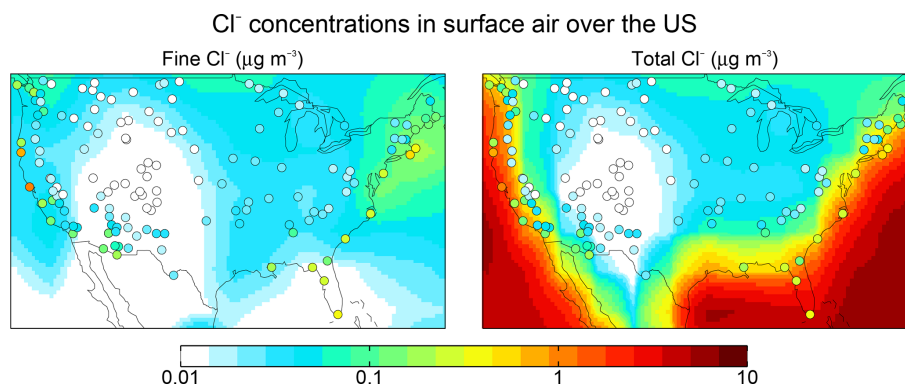 Cl⁻ concentrations in surface air over the US
Fine Cl⁻ (μg m⁻³)
Total Cl⁻ (μg m⁻³)
0.01 0.1 1 10